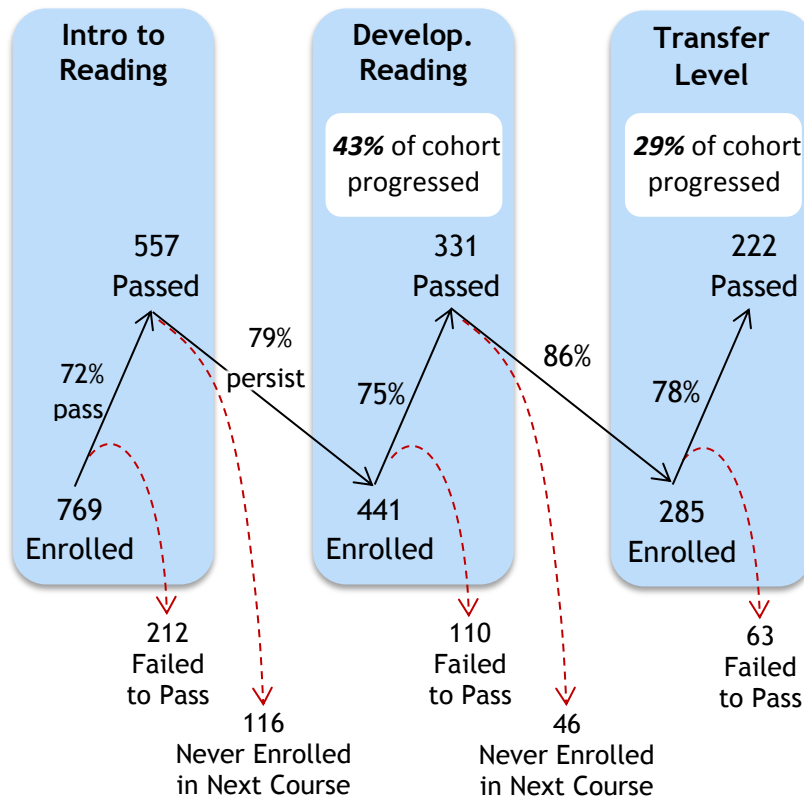 Intro to
Reading
557
Passed
72%
pass
769
Enrolled
212
Failed
to Pass
79%
persist
116
Never Enrolled
in Next Course
Develop.
Reading
43% of cohort
progressed
331
Passed
75%
441
Enrolled
110
Failed
to Pass
86%
46
Never Enrolled
in Next Course
Transfer
Level
29% of cohort
progressed
222
Passed
78%
285
Enrolled
63
Failed
to Pass